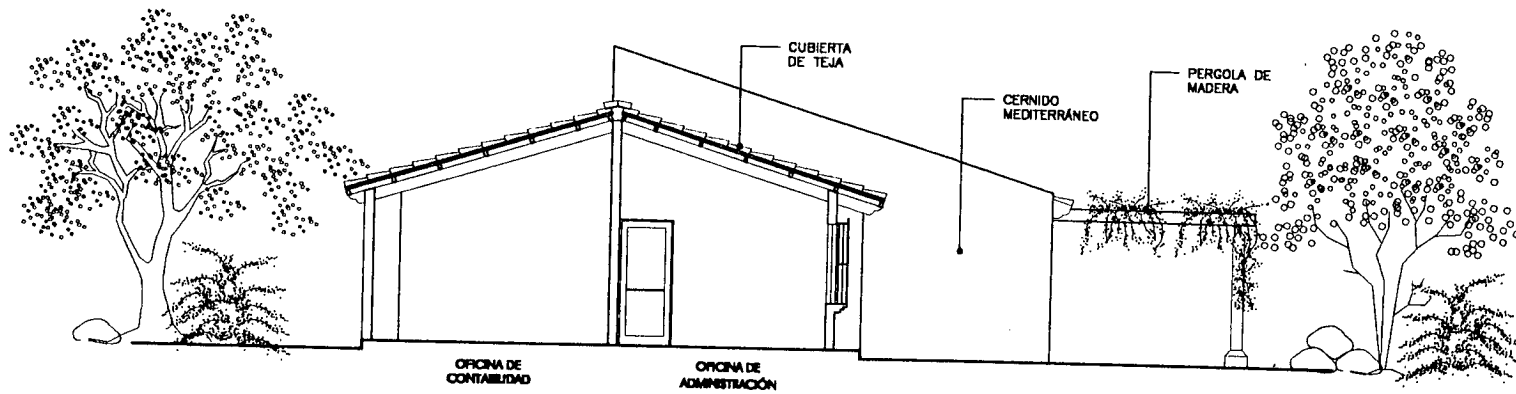 CUBIERTA
DE TEJA
CERNIDO
MEDITERRÁNEO
PERGOLA DE
MADERA
OFICINA DE
CONTABILIDAD
OFICINA DE
ADMINISTRACIÓN